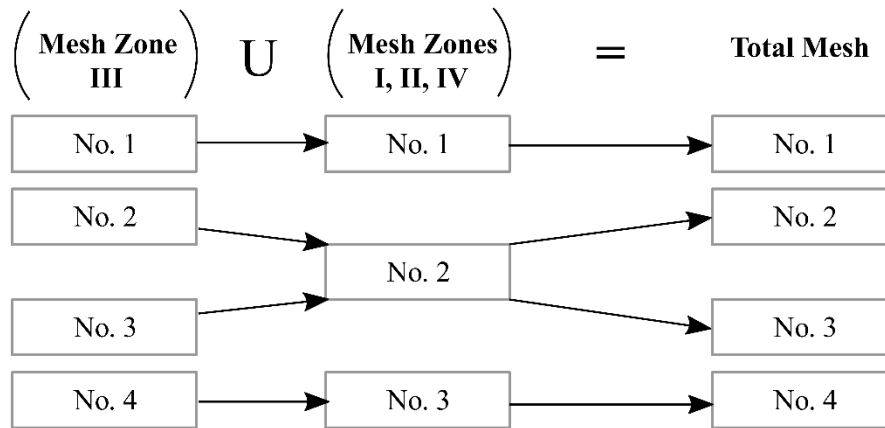 (Mesh Zone III) U (Mesh Zones I, II, IV) = Total Mesh
No. 1 No. 1 No. 1
No. 2 No. 2
No. 2
No. 3 No. 3
No. 4 No. 3 No. 4